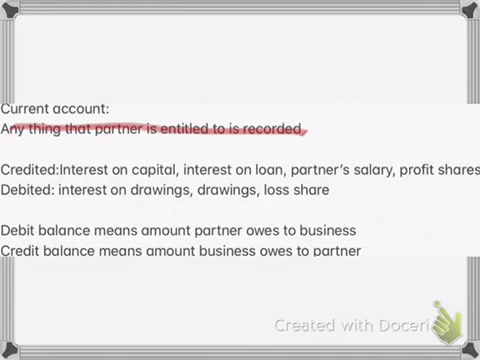 Current account:
Any thing that partner is entitled to is recorded
Credited:Interest on capital, interest on loan, partner's salary, profit shares
Debited: interest on drawings, drawings, loss share
Debit balance means amount partner owes to business
Credit balance means amount business owes to partner
Created with Doceri